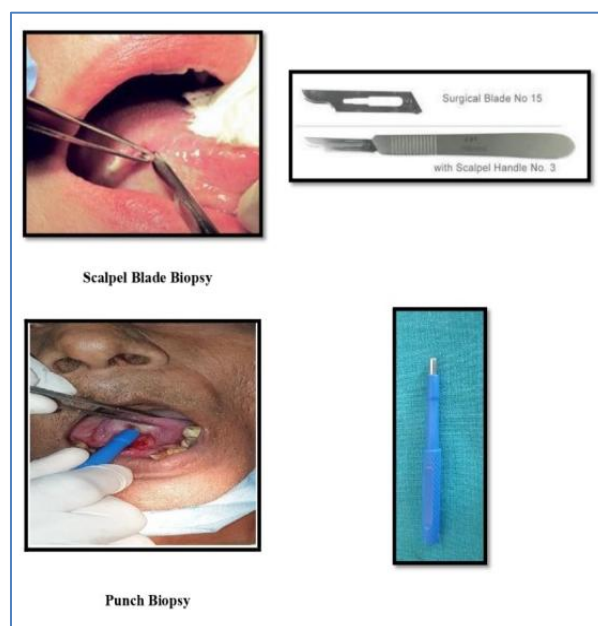 Surgical Blade No 15
with Scalpel Handle No. 3
Scalpel Blade Biopsy
Punch Biopsy